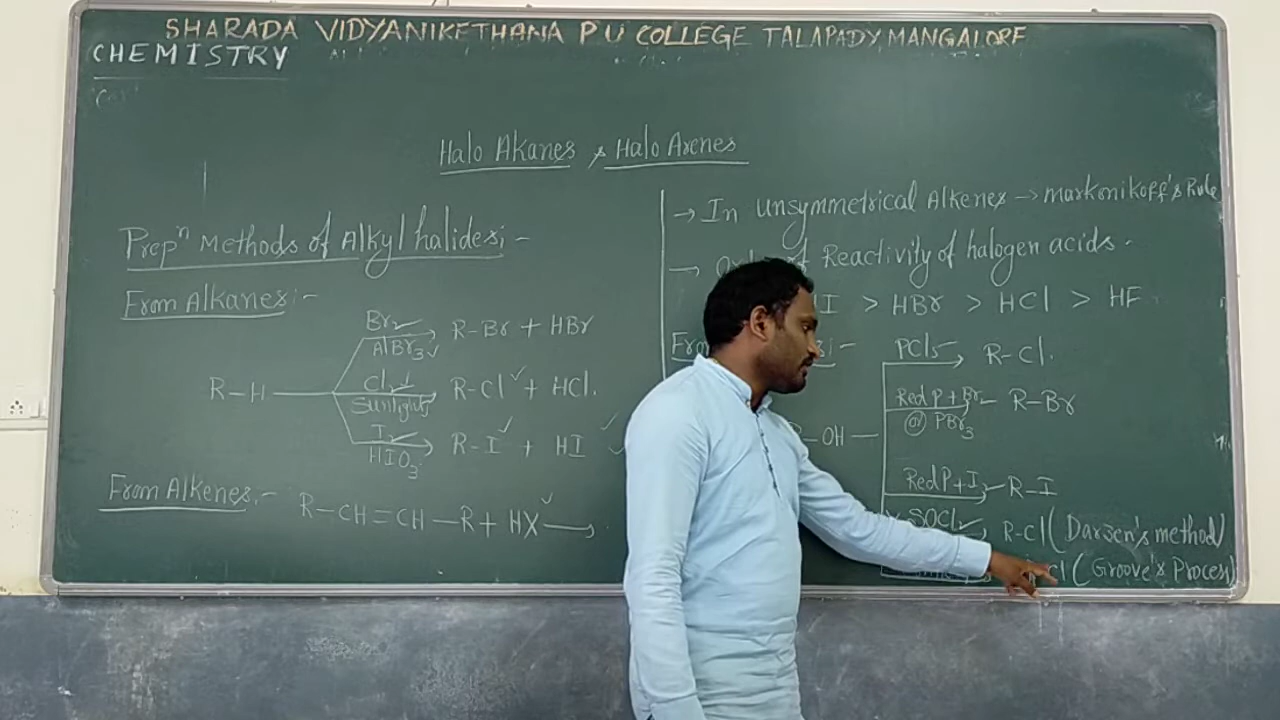 SHARADA VIDYANIKETHANA P U COLLEGE TALAPADY, MANGALORE
CHEMISTRY
Halo Akanes & Halo Arenes
Prepⁿ Methods of Alkyl halides; -
From Alkanes: -
R-H
Br₂
AlBr₃
R-Br + HBr
Cl₂
Sunlight
R-Cl + HCl.
I₂
HIO₃
R-I + HI
From Alkenes: -
R-CH=CH-R + HX ⟶
→ In Unsymmetrical Alkenes → Markonikoff's Rule
→ of Reactivity of halogen acids -
I > HBr > HCl > HF
-OH
PCl₅
R-Cl.
Red P + Br₂
(or) PBr₃
R-Br
Red P + I₂
R-I
SOCl₂
R-Cl (Darzen's method)
Cl (Groove's Process)